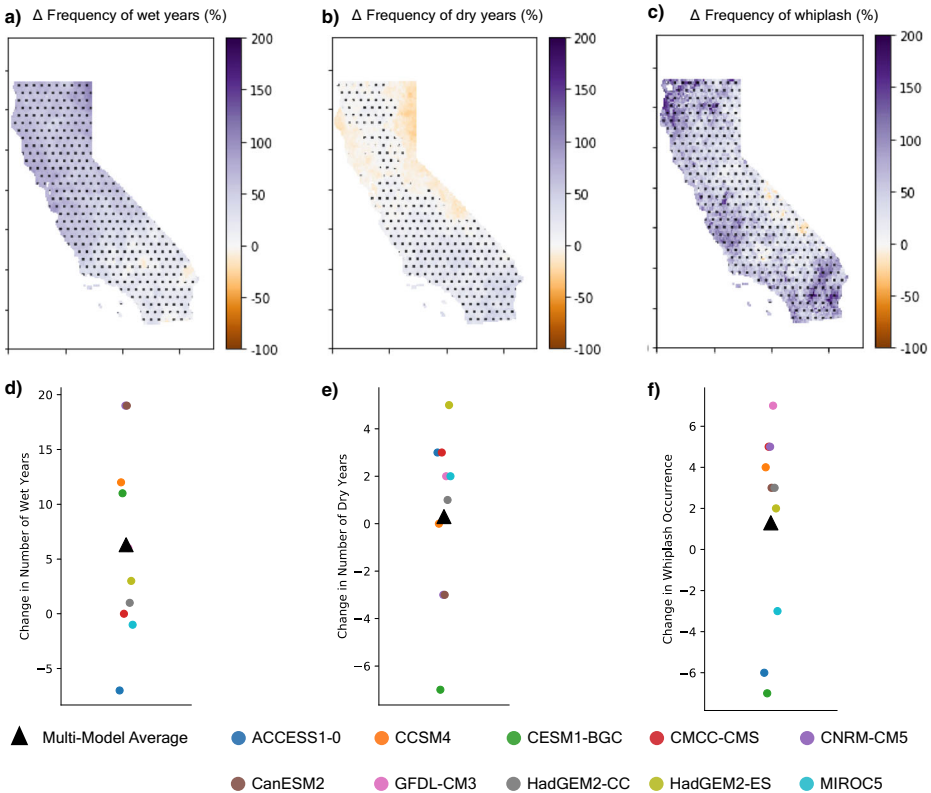 a) Δ Frequency of wet years (%)
b) Δ Frequency of dry years (%)
c) Δ Frequency of whiplash (%)
200
150
100
50
0
-50
-100
200
150
100
50
0
-50
-100
200
150
100
50
0
-50
-100
d)
Change in Number of Wet Years
20
15
10
5
0
−5
e)
Change in Number of Dry Years
4
2
0
−2
−4
−6
f)
Change in Whiplash Occurrence
6
4
2
0
−2
−4
−6
Multi-Model Average
ACCESS1-0
CCSM4
CESM1-BGC
CMCC-CMS
CNRM-CM5
CanESM2
GFDL-CM3
HadGEM2-CC
HadGEM2-ES
MIROC5